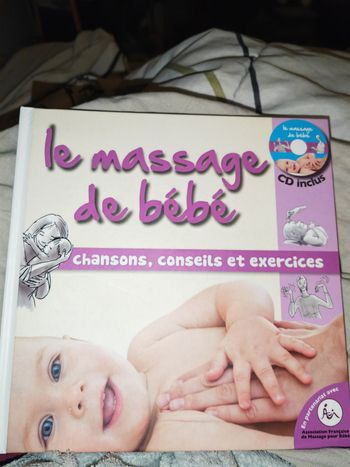 le massage
de bébé
le massage
de bébé
CD inclus
chansons, conseils et exercices
En partenariat avec
Association Française
de Massage pour bébé